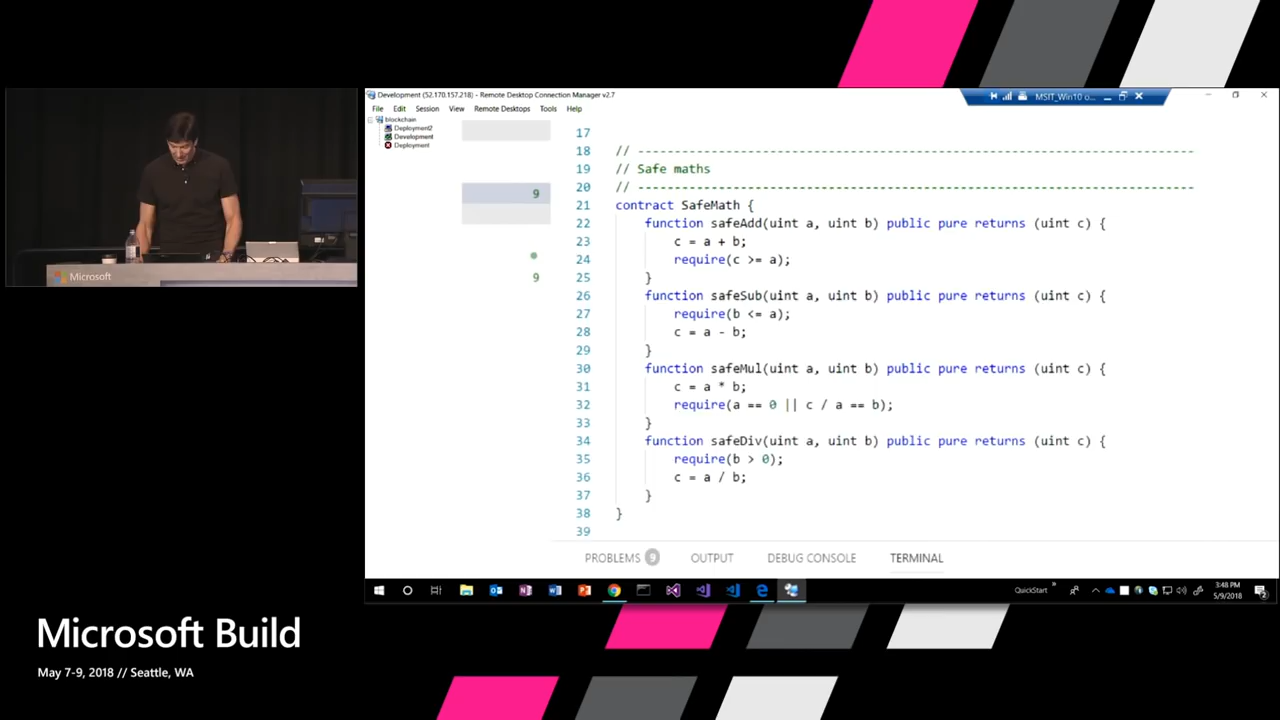 Microsoft
Development (52.170.157.218) - Remote Desktop Connection Manager v2.7
MSIT_Win10 o...
File Edit Session View Remote Desktops Tools Help
blockchain
Deployment2
Development
Deployment
9
9
17
18 // ----------------------------------------------------------------------------
19 // Safe maths
20 // ----------------------------------------------------------------------------
21 contract SafeMath {
22 function safeAdd(uint a, uint b) public pure returns (uint c) {
23 c = a + b;
24 require(c >= a);
25 }
26 function safeSub(uint a, uint b) public pure returns (uint c) {
27 require(b <= a);
28 c = a - b;
29 }
30 function safeMul(uint a, uint b) public pure returns (uint c) {
31 c = a * b;
32 require(a == 0 || c / a == b);
33 }
34 function safeDiv(uint a, uint b) public pure returns (uint c) {
35 require(b > 0);
36 c = a / b;
37 }
38 }
39
PROBLEMS 9 OUTPUT DEBUG CONSOLE TERMINAL
QuickStart
3:48 PM
5/9/2018
Microsoft Build
May 7-9, 2018 // Seattle, WA